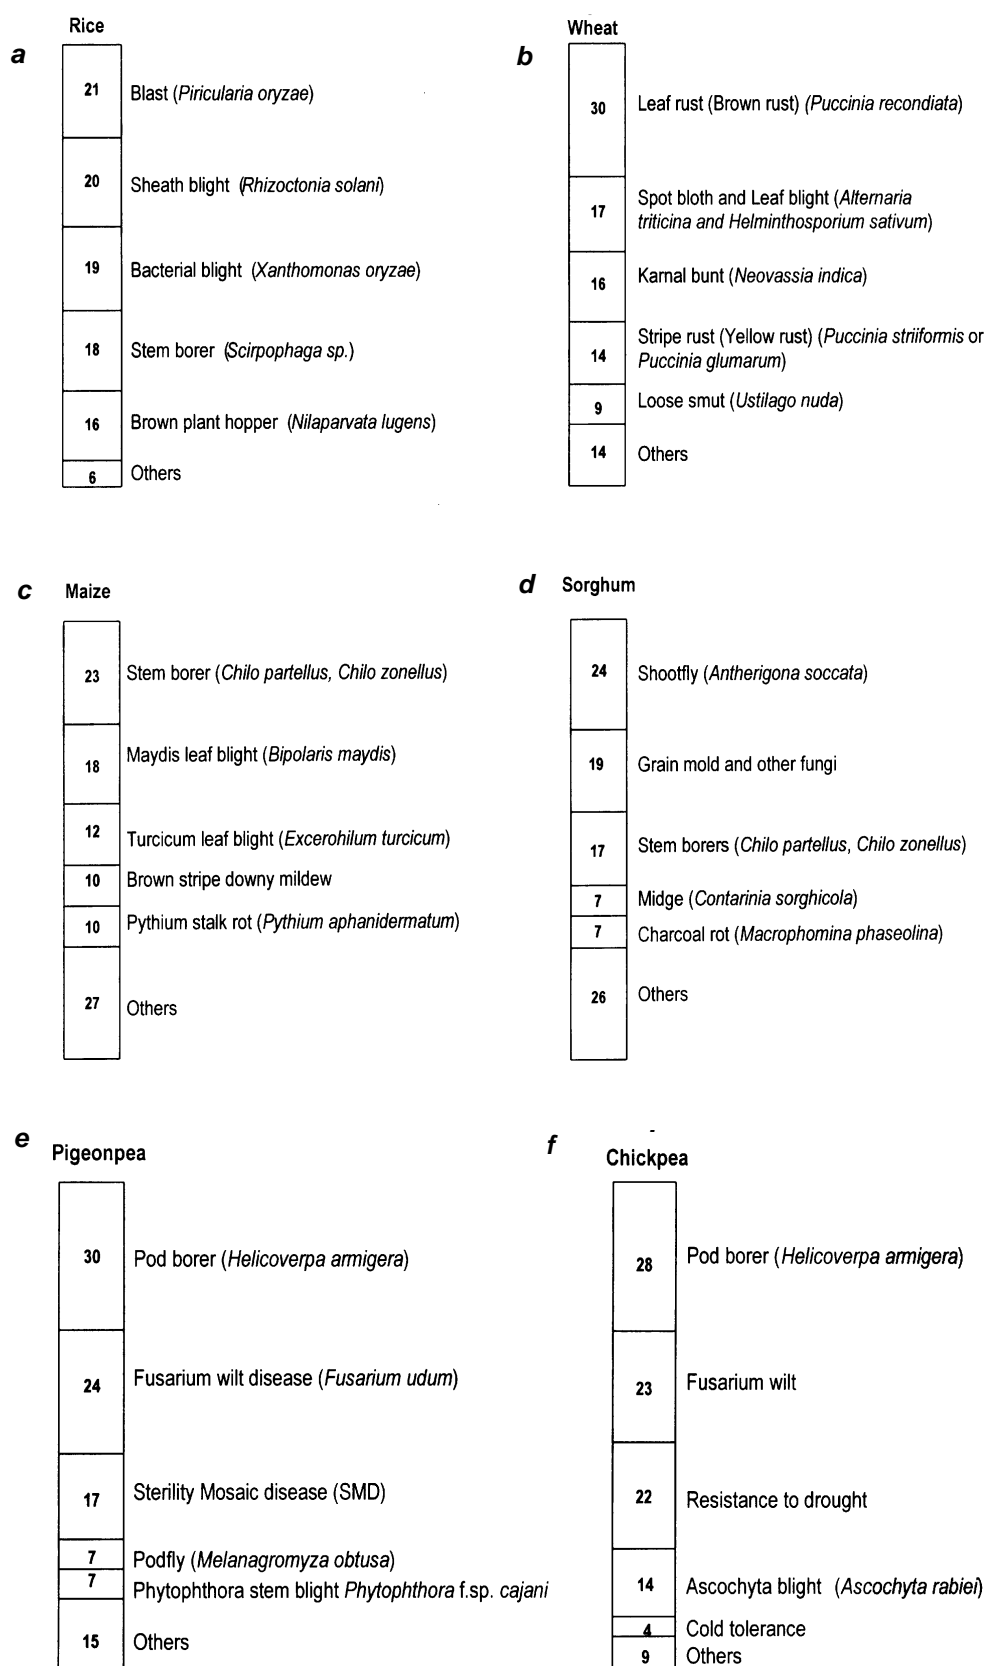 a
Rice
21
Blast (Piricularia oryzae)
20
Sheath blight (Rhizoctonia solani)
19
Bacterial blight (Xanthomonas oryzae)
18
Stem borer (Scirpophaga sp.)
16
Brown plant hopper (Nilaparvata lugens)
6
Others
b
Wheat
30
Leaf rust (Brown rust) (Puccinia recondiata)
17
Spot bloth and Leaf blight (Alternaria
triticina and Helminthosporium sativum)
16
Karnal bunt (Neovassia indica)
14
Stripe rust (Yellow rust) (Puccinia striiformis or
Puccinia glumarum)
9
Loose smut (Ustilago nuda)
14
Others
c
Maize
23
Stem borer (Chilo partellus, Chilo zonellus)
18
Maydis leaf blight (Bipolaris maydis)
12
Turcicum leaf blight (Excerohilum turcicum)
10
Brown stripe downy mildew
10
Pythium stalk rot (Pythium aphanidermatum)
27
Others
d
Sorghum
24
Shootfly (Antherigona soccata)
19
Grain mold and other fungi
17
Stem borers (Chilo partellus, Chilo zonellus)
7
Midge (Contarinia sorghicola)
7
Charcoal rot (Macrophomina phaseolina)
26
Others
e
Pigeonpea
30
Pod borer (Helicoverpa armigera)
24
Fusarium wilt disease (Fusarium udum)
17
Sterility Mosaic disease (SMD)
7
Podfly (Melanagromyza obtusa)
7
Phytophthora stem blight Phytophthora f.sp. cajani
15
Others
f
Chickpea
28
Pod borer (Helicoverpa armigera)
23
Fusarium wilt
22
Resistance to drought
14
Ascochyta blight (Ascochyta rabiei)
4
Cold tolerance
9
Others